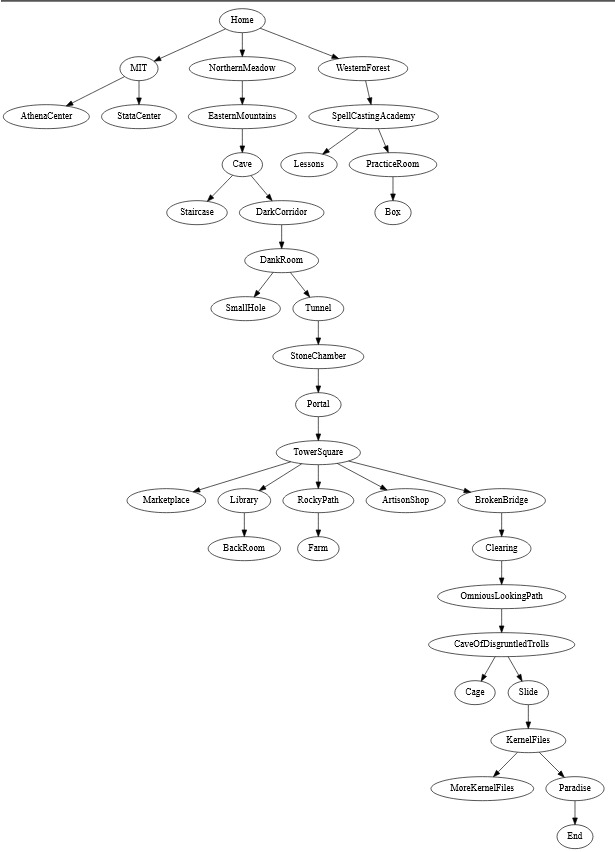 Home
MIT
NorthernMeadow
WesternForest
AthenaCenter
StataCenter
EasternMountains
SpellCastingAcademy
Cave
Lessons
PracticeRoom
Staircase
DarkCorridor
Box
DankRoom
SmallHole
Tunnel
StoneChamber
Portal
TowerSquare
Marketplace
Library
RockyPath
ArtisonShop
BrokenBridge
BackRoom
Farm
Clearing
OmniousLookingPath
CaveOfDisgruntledTrolls
Cage
Slide
KernelFiles
MoreKernelFiles
Paradise
End